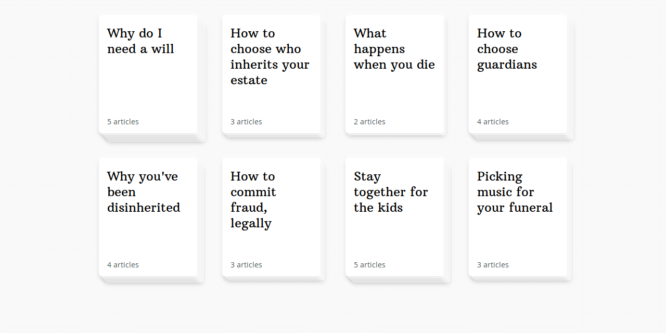 Why do I
need a will
5 articles
How to
choose who
inherits your
estate
3 articles
What
happens
when you die
2 articles
How to
choose
guardians
4 articles
Why you've
been
disinherited
4 articles
How to
commit
fraud,
legally
3 articles
Stay
together for
the kids
5 articles
Picking
music for
your funeral
3 articles